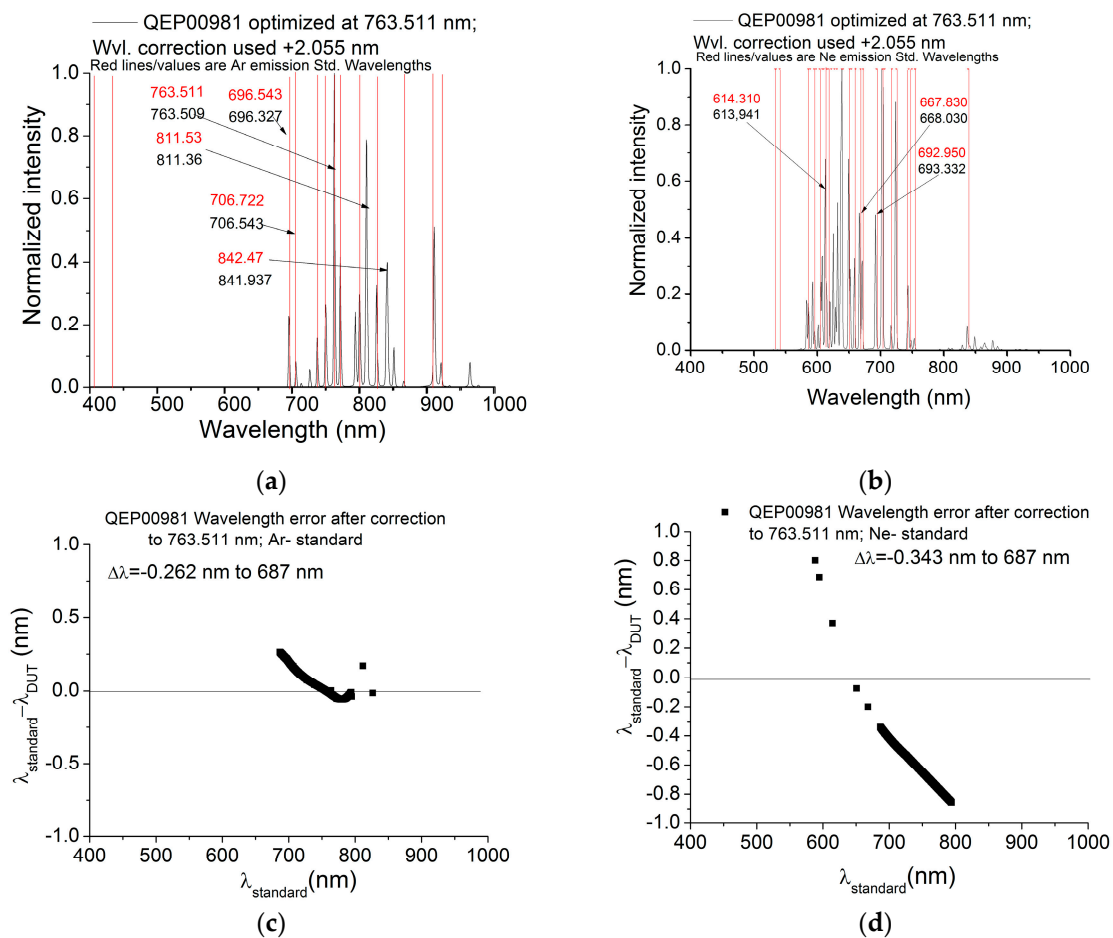 QEP00981 optimized at 763.511 nm;
Wvl. correction used +2.055 nm
Red lines/values are Ar emission Std. Wavelengths
1.0
0.8
0.6
0.4
0.2
0.0
Normalized intensity
763.511
763.509
696.543
696.327
811.53
811.36
706.722
706.543
842.47
841.937
400 500 600 700 800 900 1000
Wavelength (nm)
(a)
QEP00981 optimized at 763.511 nm;
Wvl. correction used +2.055 nm
Red lines/values are Ne emission Std. Wavelengths
1.0
0.8
0.6
0.4
0.2
0.0
Normalized intensity
614.310
613,941
667.830
668.030
692.950
693.332
400 500 600 700 800 900 1000
Wavelength (nm)
(b)
QEP00981 Wavelength error after correction
to 763.511 nm; Ar- standard
Δλ=-0.262 nm to 687 nm
1.0
0.5
0.0
-0.5
-1.0
λstandard−λDUT (nm)
400 500 600 700 800 900 1000
λstandard(nm)
(c)
QEP00981 Wavelength error after correction
to 763.511 nm; Ne- standard
Δλ=-0.343 nm to 687 nm
1.0
0.8
0.6
0.4
0.2
0.0
-0.2
-0.4
-0.6
-0.8
-1.0
λstandard−λDUT (nm)
400 500 600 700 800 900 1000
λstandard(nm)
(d)